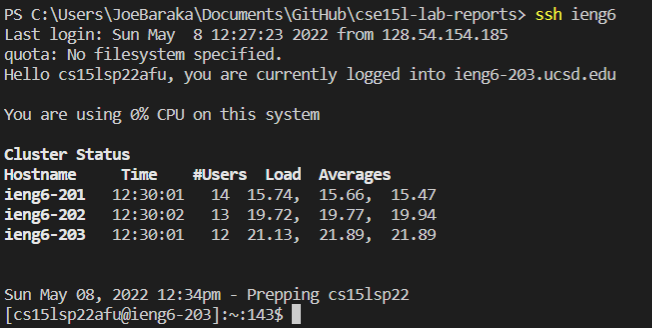 PS C:\Users\JoeBaraka\Documents\GitHub\cse15l-lab-reports> ssh ieng6
Last login: Sun May  8 12:27:23 2022 from 128.54.154.185
quota: No filesystem specified.
Hello cs15lsp22afu, you are currently logged into ieng6-203.ucsd.edu

You are using 0% CPU on this system

Cluster Status
Hostname     Time    #Users  Load  Averages
ieng6-201   12:30:01   14  15.74,  15.66,  15.47
ieng6-202   12:30:02   13  19.72,  19.77,  19.94
ieng6-203   12:30:01   12  21.13,  21.89,  21.89

Sun May 08, 2022 12:34pm - Prepping cs15lsp22
[cs15lsp22afu@ieng6-203]:~:143$